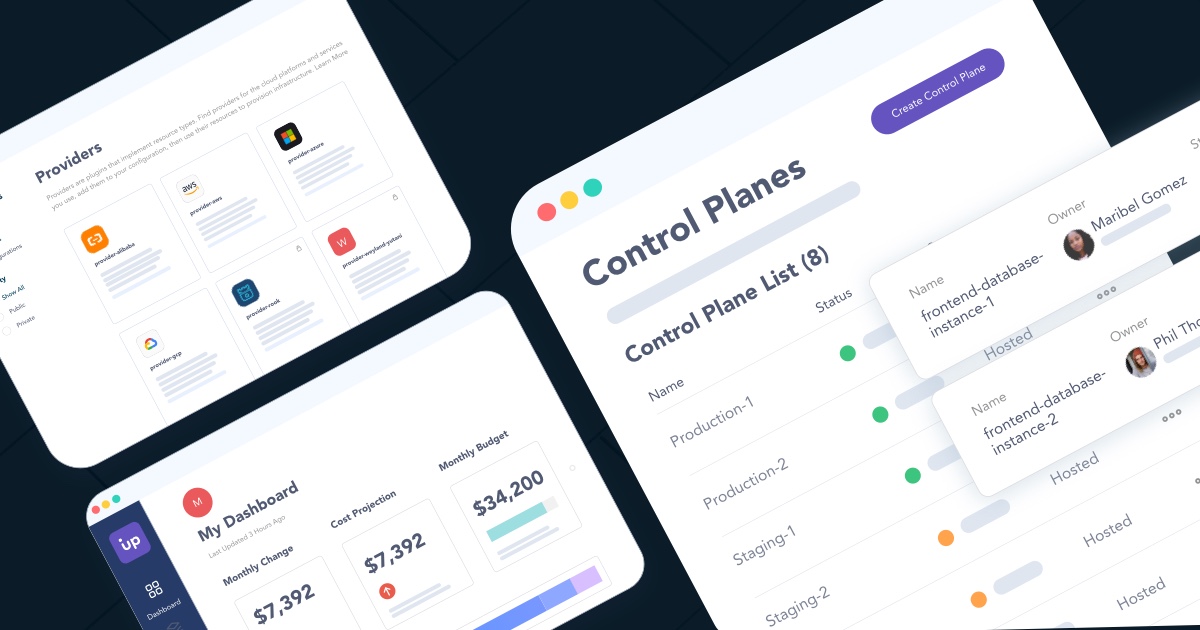 Providers
Providers are plugins that implement resource types. Find providers for the cloud platforms and services
you use, add them to your configuration, then use their resources to provision infrastructure. Learn More
Show All
Public
Private
provider-alibaba
aws
provider-aws
provider-azure
provider-gcp
provider-rook
W
provider-weyland-yutani
up
Dashboard
M
My Dashboard
Last Updated 3 Hours Ago
Monthly Change
$7,392
Cost Projection
$7,392
Monthly Budget
$34,200
Create Control Plane
Control Planes
Control Plane List (8)
Name
Status
Production-1
Hosted
Production-2
Staging-1
Hosted
Staging-2
Hosted
Hosted
Name
frontend-database-
instance-1
Owner
Maribel Gomez
Name
frontend-database-
instance-2
Owner
Phil